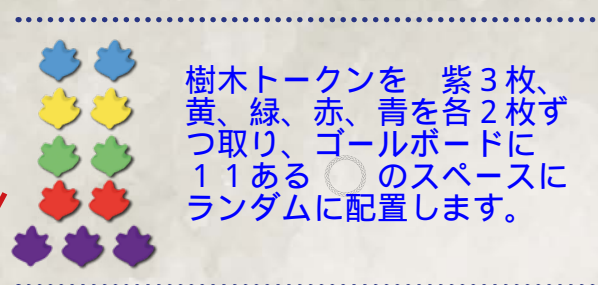 樹木トークンを　紫３枚、
黄、緑、赤、青を各２枚ず
つ取り、ゴールボードに
１１ある　のスペースに
ランダムに配置します。